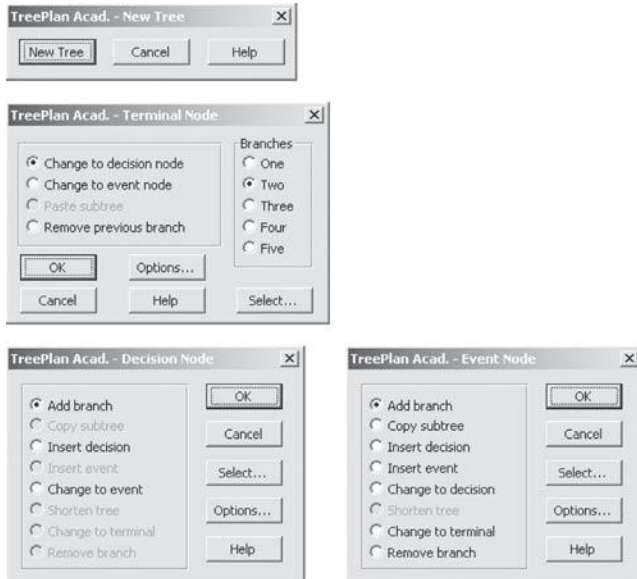 TreePlan Acad. - New Tree
New Tree Cancel Help
TreePlan Acad. - Terminal Node
Change to decision node
Change to event node
Paste subtree
Remove previous branch
Branches
One
Two
Three
Four
Five
OK Options...
Cancel Help Select...
TreePlan Acad. - Decision Node
Add branch
Copy subtree
Insert decision
Insert event
Change to event
Shorten tree
Change to terminal
Remove branch
OK
Cancel
Select...
Options...
Help
TreePlan Acad. - Event Node
Add branch
Copy subtree
Insert decision
Insert event
Change to decision
Shorten tree
Change to terminal
Remove branch
OK
Cancel
Select...
Options...
Help